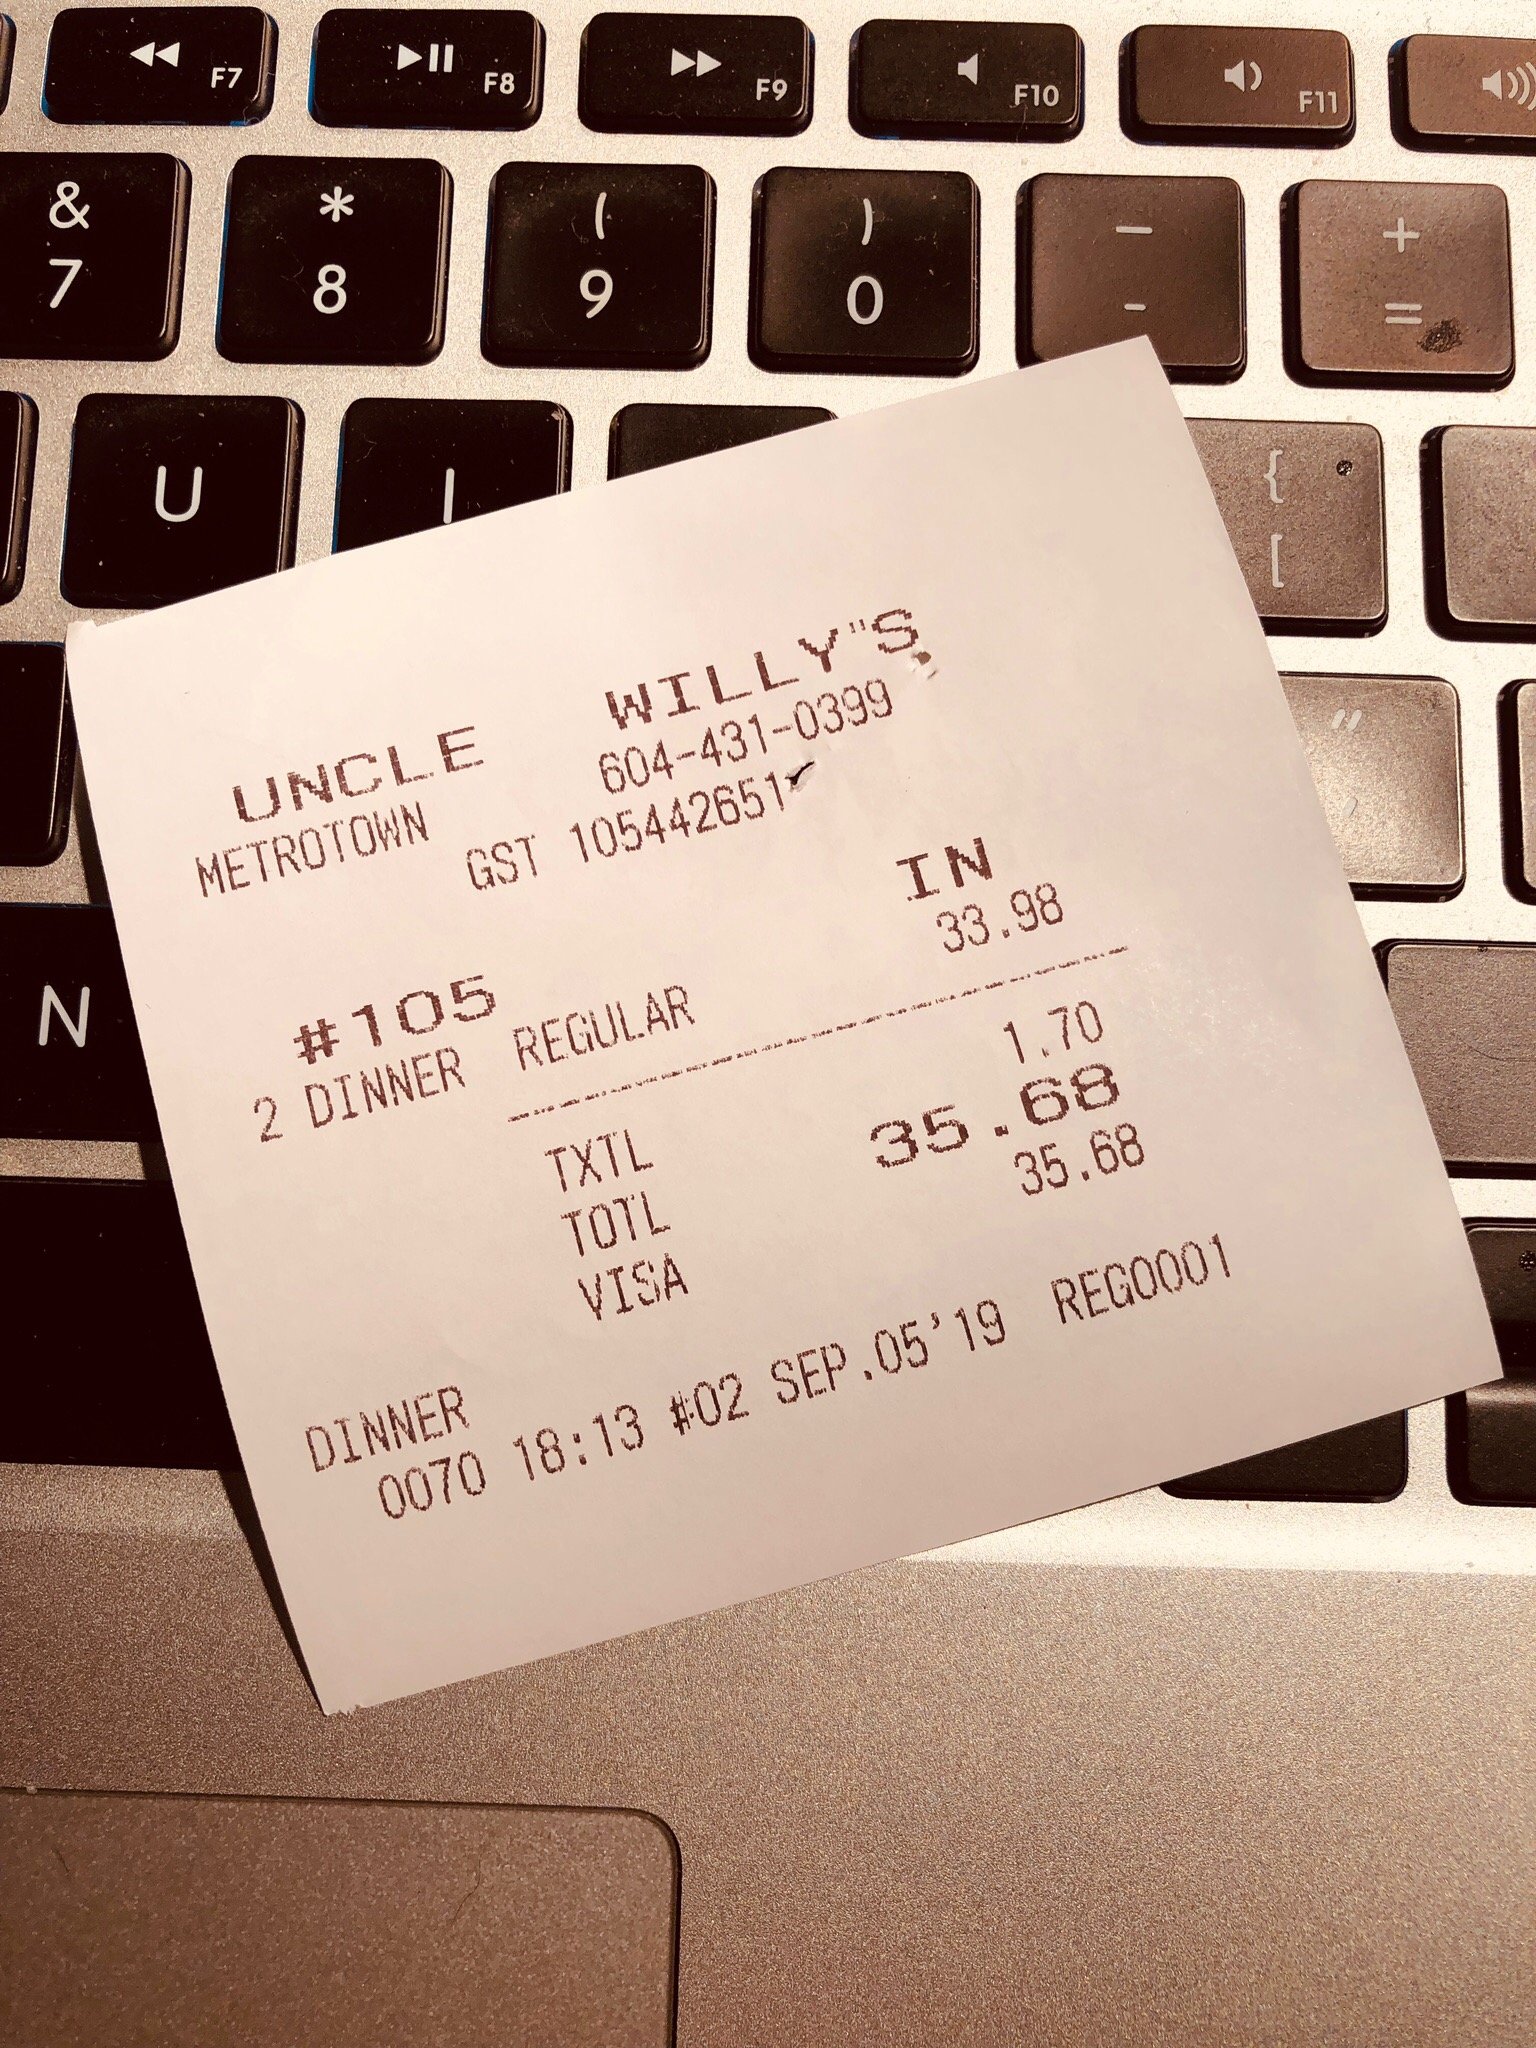 F7
F8
F9
F10
F11
&
7
*
8
(
9
)
0
—
-
+
=
U
I
{
[
"
N
UNCLE WILLY"S
METROTOWN 604-431-0399
GST 105442651
IN
#105
2 DINNER REGULAR 33.98
TXTL 1.70
TOTL 35.68
VISA 35.68
DINNER
0070 18:13 #02 SEP.05'19 REG0001